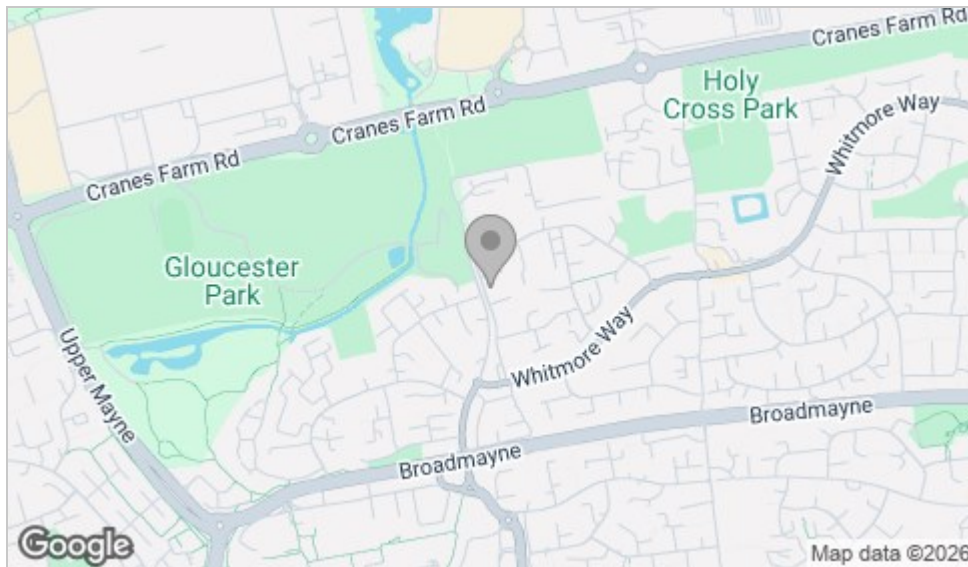 Cranes Farm Rd
Holy
Cross Park
Whitmore Way
Cranes Farm Rd
Cranes Farm Rd
Gloucester
Park
Upper Mayne
Whitmore Way
Broadmayne
Broadmayne
Google
Map data ©2026